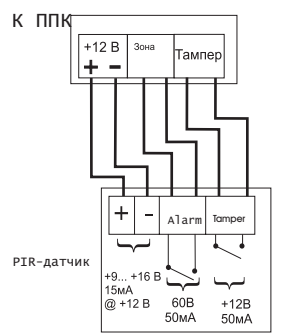 К ППК
+12 В
Зона
Тампер
+ −
+ −
Alarm
Tamper
PIR-датчик
+9... +16 В
15мА
@ +12 В
60В
50мА
+12В
50мА